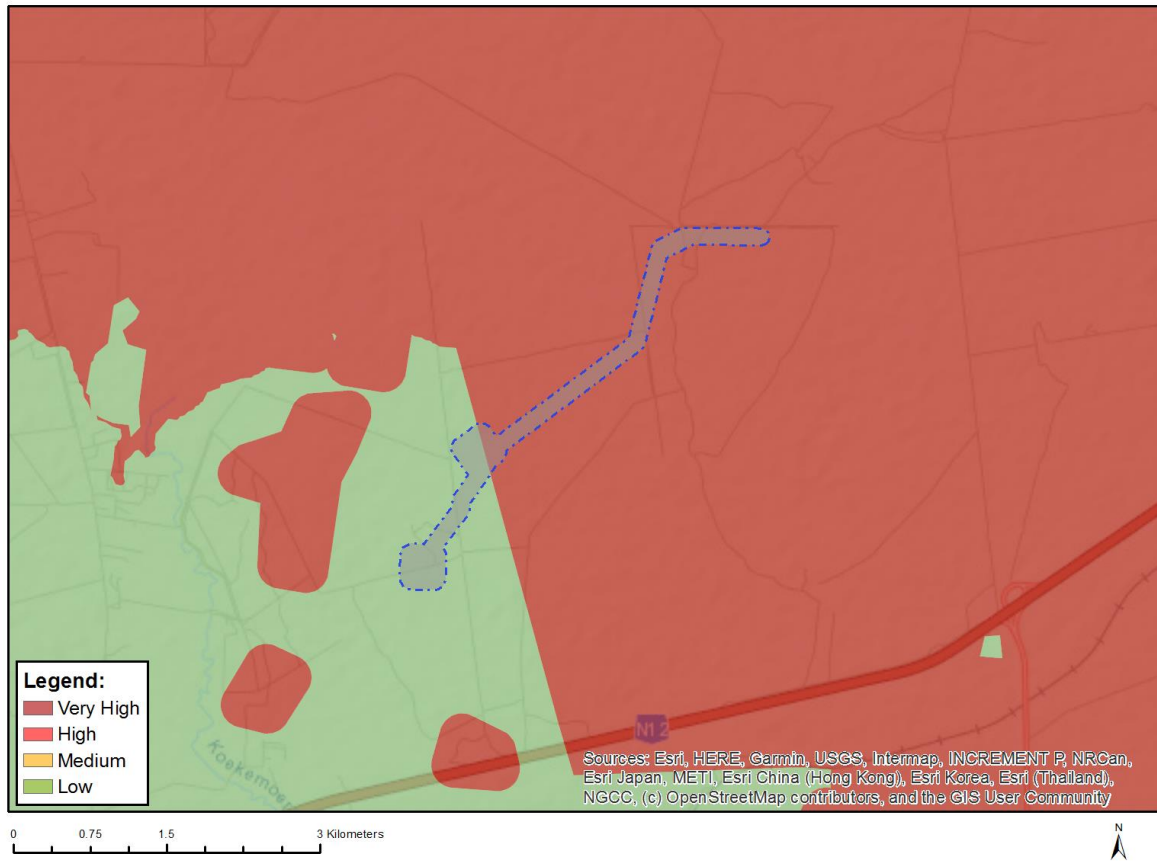 N12
Koekemoer
Legend:
Very High
High
Medium
Low
Sources: Esri, HERE, Garmin, USGS, Intermap, INCREMENT P, NRCan,
Esri Japan, METI, Esri China (Hong Kong), Esri Korea, Esri (Thailand),
NGCC, (c) OpenStreetMap contributors, and the GIS User Community
0 0.75 1.5 3 Kilometers
N